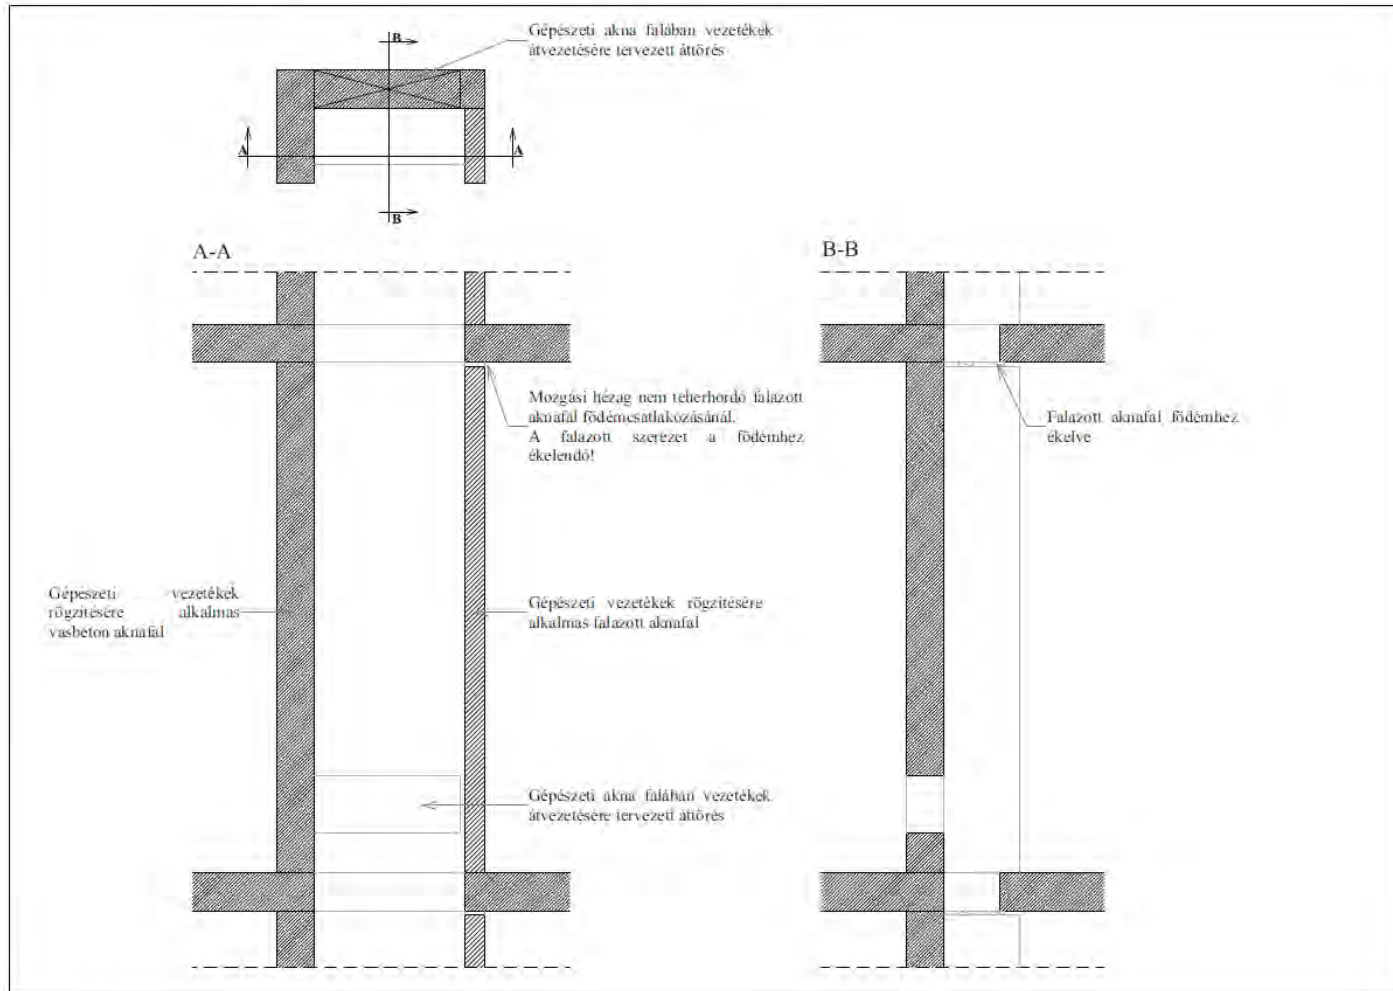 B
Gépészeti akna falában vezetékek
átvezetésére tervezett áttörés
A
A
B
A-A
B-B
Mozgási hézag nem teherhordó falazott
aknafal födémcsatlakozásánál.
A falazott szerezet a födémhez
ékelendő!
Falazott aknafal födémhez
ékelve
Gépészeti vezetékek
rögzítésére alkalmas
vasbeton aknafal
Gépészeti vezetékek rögzítésére
alkalmas falazott aknafal
Gépészeti akna falában vezetékek
átvezetésére tervezett áttörés